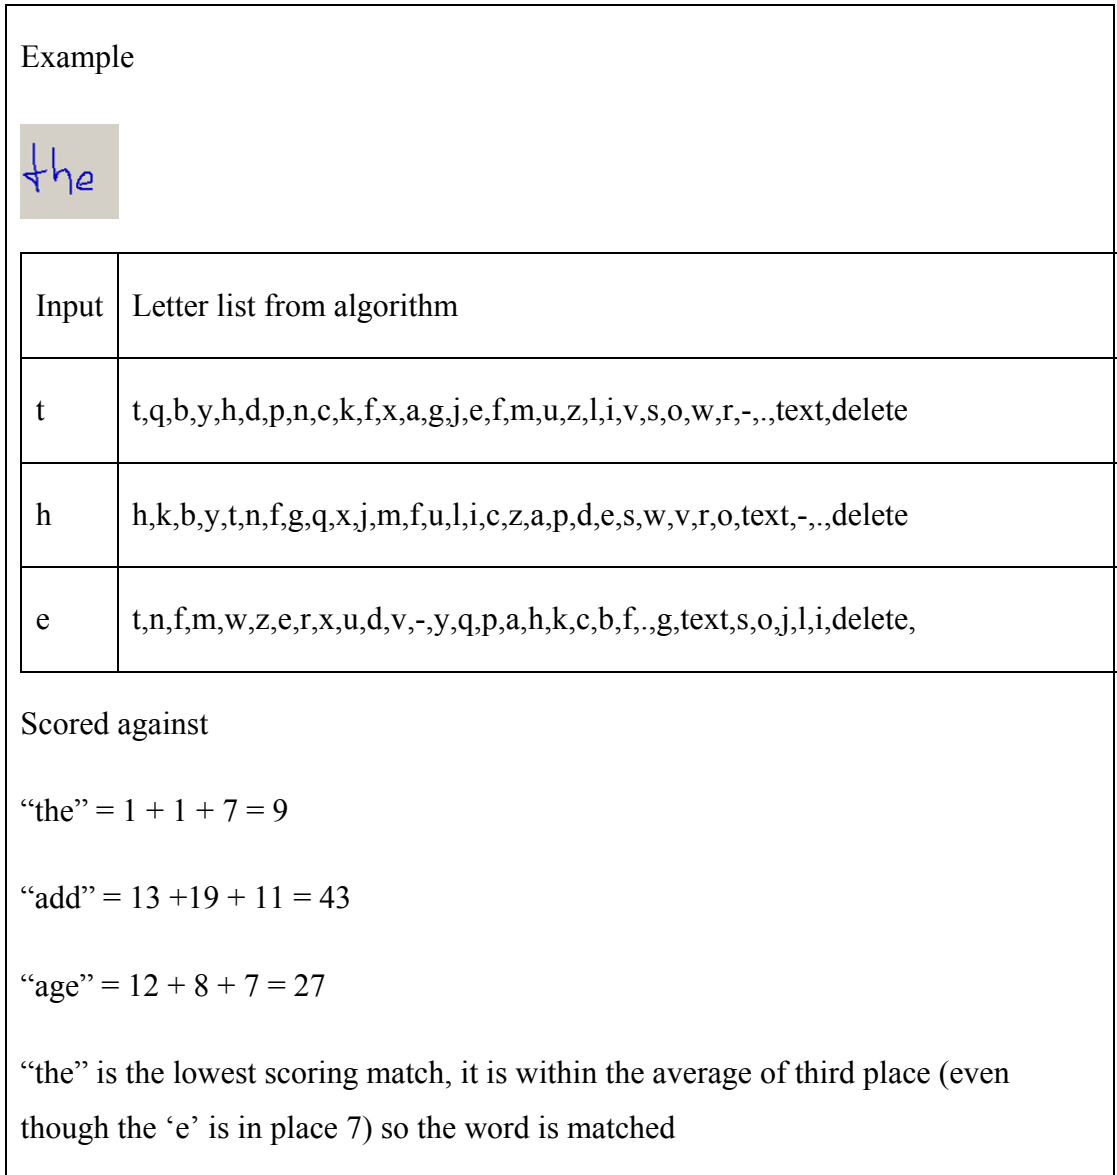 Example
the
Input Letter list from algorithm
t t,q,b,y,h,d,p,n,c,k,f,x,a,g,j,e,f,m,u,z,l,i,v,s,o,w,r,-,.,text,delete
h h,k,b,y,t,n,f,g,q,x,j,m,f,u,l,i,c,z,a,p,d,e,s,w,v,r,o,text,-,.,delete
e t,n,f,m,w,z,e,r,x,u,d,v,-,y,q,p,a,h,k,c,b,f,.,g,text,s,o,j,l,i,delete,
Scored against
“the” = 1 + 1 + 7 = 9
“add” = 13 +19 + 11 = 43
“age” = 12 + 8 + 7 = 27
“the” is the lowest scoring match, it is within the average of third place (even
though the ‘e’ is in place 7) so the word is matched